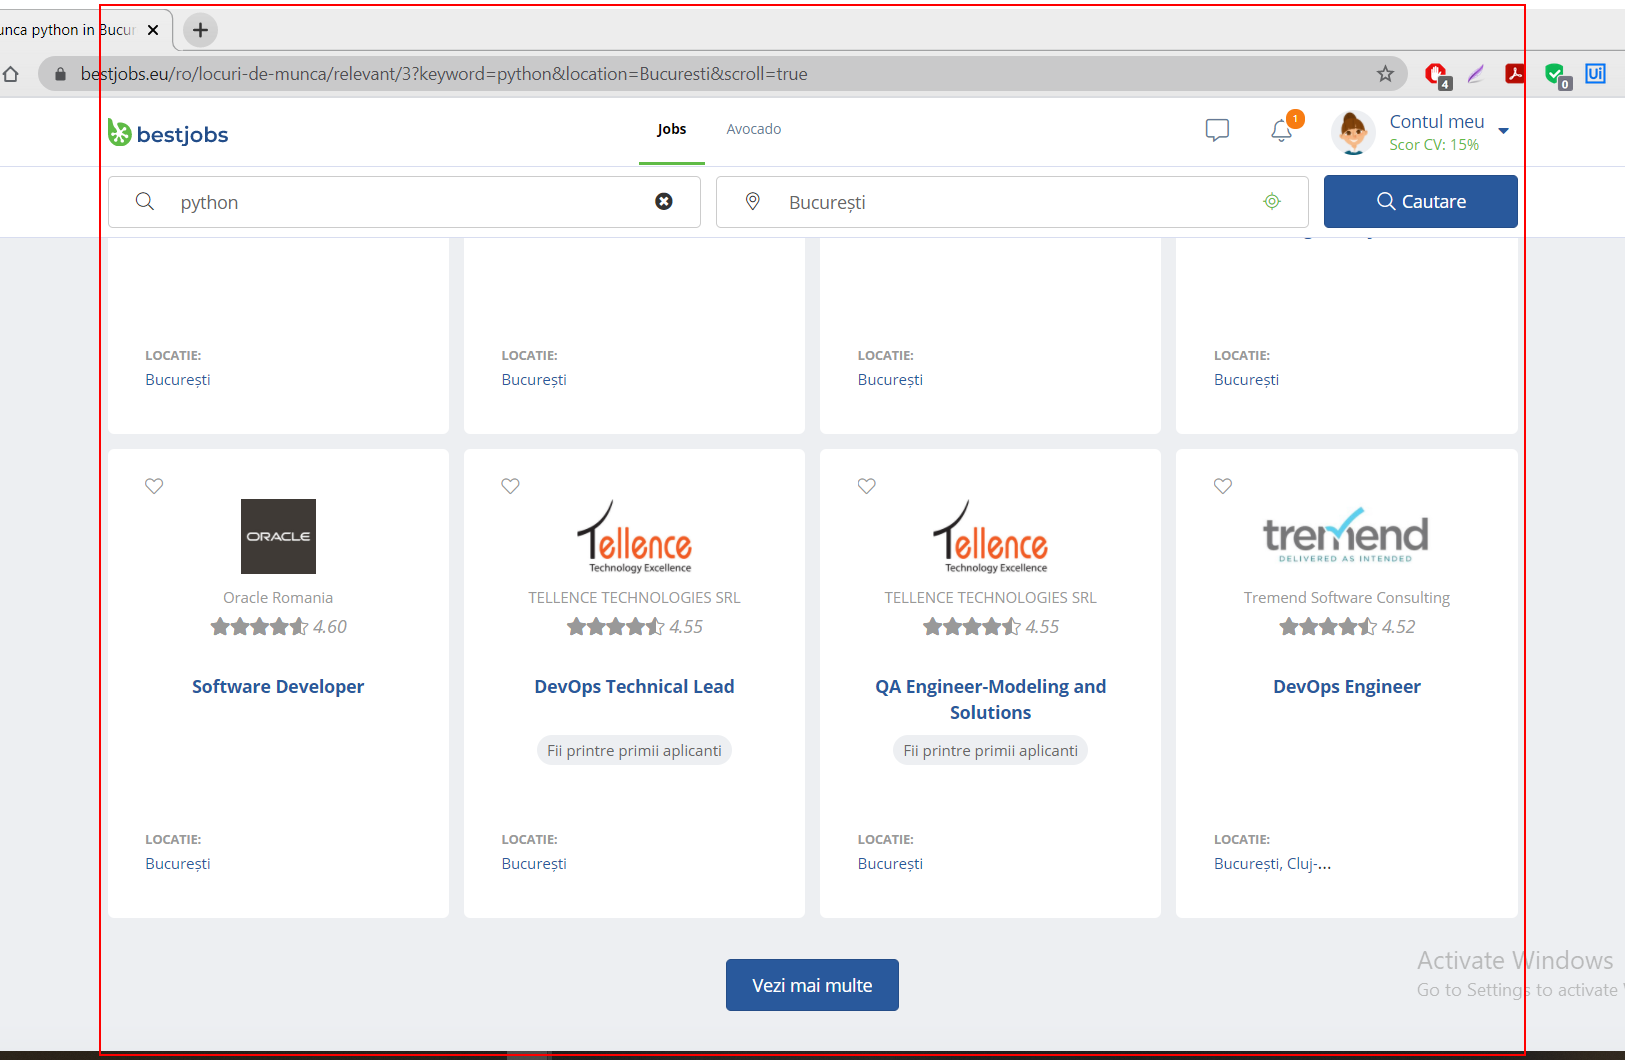 unca python in Bucur
bestjobs.eu/ro/locuri-de-munca/relevant/3?keyword=python&location=Bucuresti&scroll=true
4
0
Ui
bestjobs
Jobs
Avocado
1
Contul meu
Scor CV: 15%
python
București
Cautare
LOCATIE:
București
LOCATIE:
București
LOCATIE:
București
LOCATIE:
București
ORACLE
Oracle Romania
4.60
Software Developer
LOCATIE:
București
Tellence
Technology Excellence
TELLENCE TECHNOLOGIES SRL
4.55
DevOps Technical Lead
Fii printre primii aplicanti
LOCATIE:
București
Tellence
Technology Excellence
TELLENCE TECHNOLOGIES SRL
4.55
QA Engineer-Modeling and
Solutions
Fii printre primii aplicanti
LOCATIE:
București
tremend
DELIVERED AS INTENDED
Tremend Software Consulting
4.52
DevOps Engineer
LOCATIE:
București, Cluj-...
Vezi mai multe
Activate Windows
Go to Settings to activate